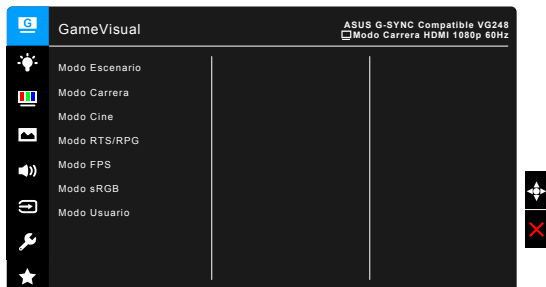 G
GameVisual
ASUS G-SYNC Compatible VG248
Modo Carrera HDMI 1080p 60Hz
Modo Escenario
Modo Carrera
Modo Cine
Modo RTS/RPG
Modo FPS
Modo sRGB
Modo Usuario